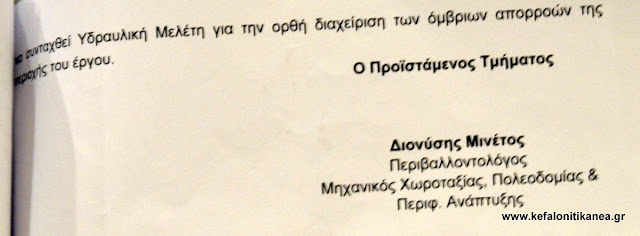 να συνταχθεί Υδραυλική Μελέτη για την ορθή διαχείριση των όμβριων απορροών της
περιοχής του έργου.
Ο Προϊστάμενος Τμήματος
Διονύσης Μινέτος
Περιβαλλοντολόγος
Μηχανικός Χωροταξίας, Πολεοδομίας &
Περιφ. Ανάπτυξης
www.kefalonitikanea.gr